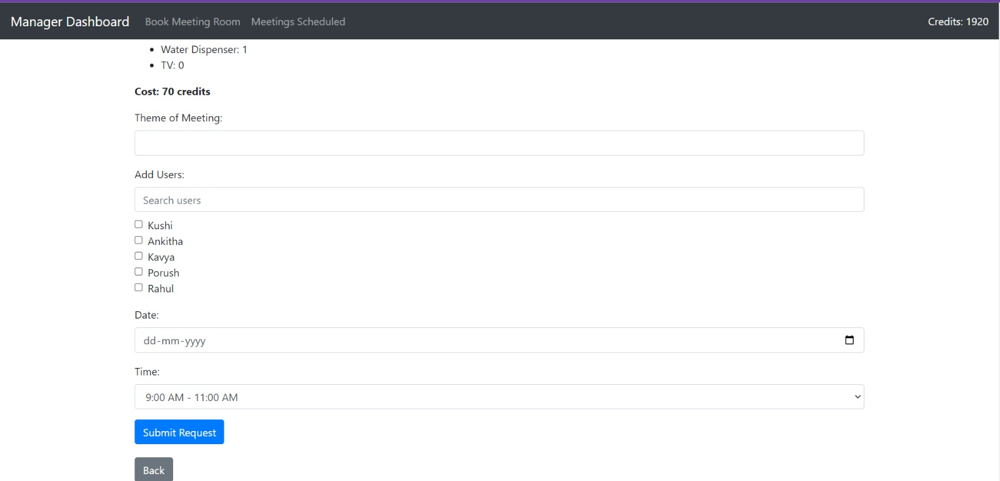 Manager Dashboard Book Meeting Room Meetings Scheduled Credits: 1920
Water Dispenser: 1
TV: 0
Cost: 70 credits
Theme of Meeting:
Add Users:
Search users
Kushi
Ankitha
Kavya
Porush
Rahul
Date:
dd-mm-yyyy
Time:
9:00 AM - 11:00 AM
Submit Request
Back